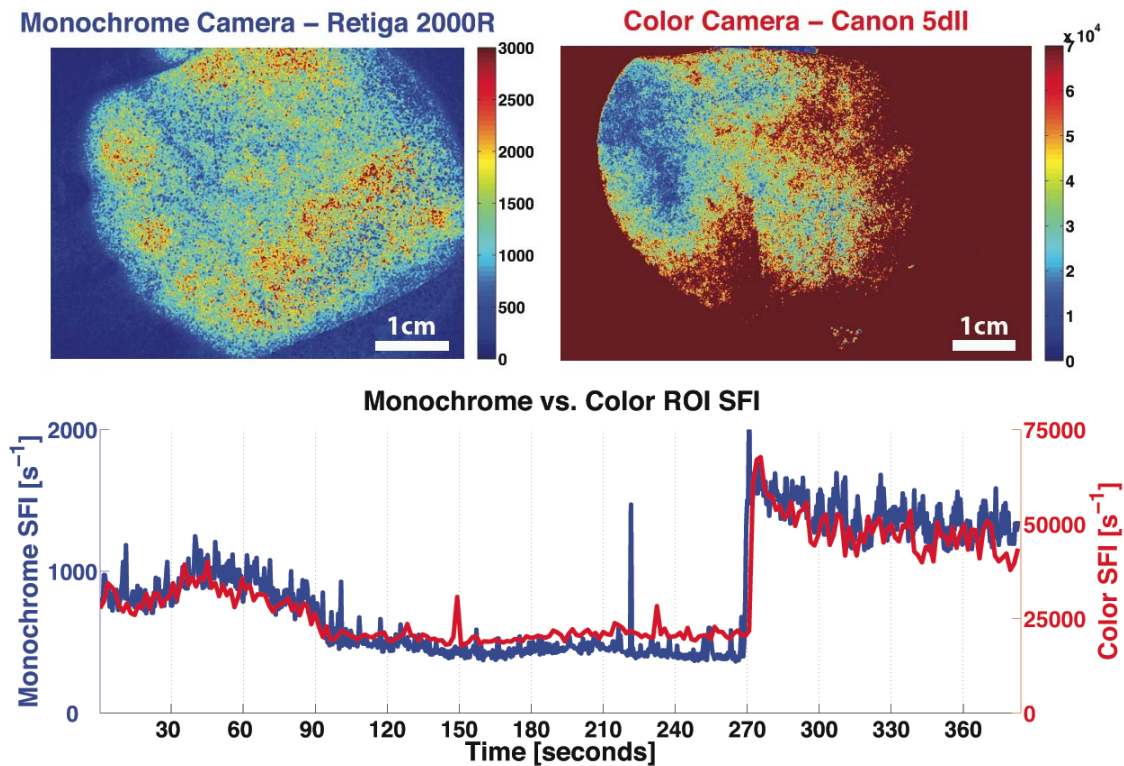 Monochrome Camera – Retiga 2000R
Color Camera – Canon 5dII
x 10⁴
3000
2500
2000
1500
1000
500
0
1cm
7
6
5
4
3
2
1
0
1cm
Monochrome vs. Color ROI SFI
Monochrome SFI [s⁻¹]
2000
1000
0
75000
50000
25000
0
Color SFI [s⁻¹]
30 60 90 120 150 180 210 240 270 300 330 360
Time [seconds]